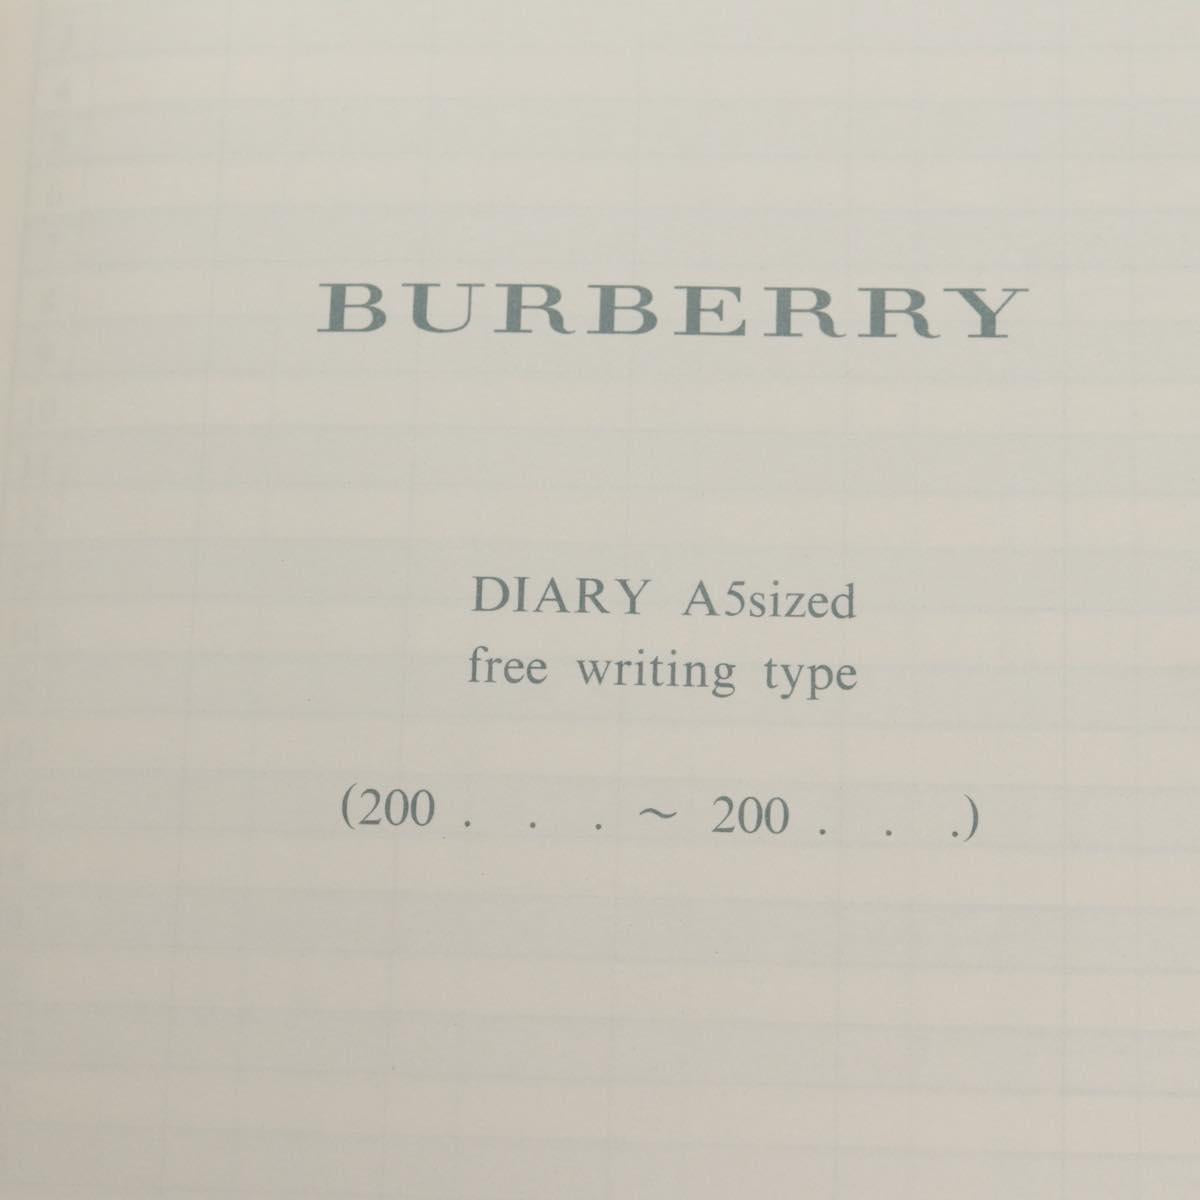 BURBERRY
DIARY A5sized
free writing type
(200 . . . ～ 200 . . .)